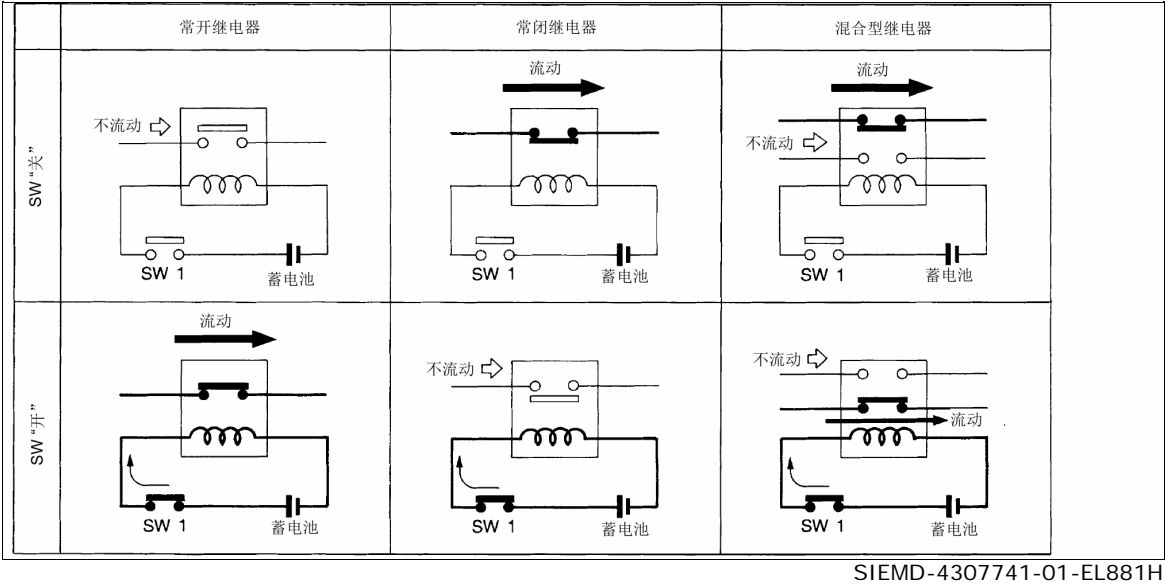 常开继电器
常闭继电器
混合型继电器
SW“关”
不流动
SW 1
蓄电池
流动
SW 1
蓄电池
流动
不流动
SW 1
蓄电池
SW“开”
流动
SW 1
蓄电池
不流动
SW 1
蓄电池
不流动
流动
SW 1
蓄电池
SIEMD-4307741-01-EL881H